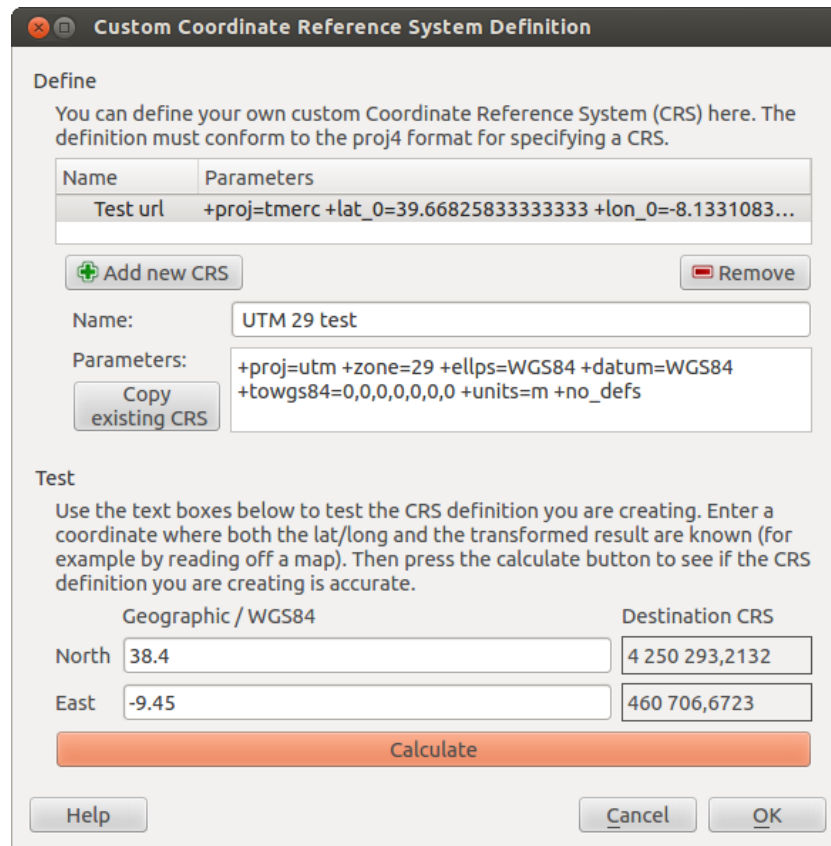 Custom Coordinate Reference System Definition
Define
You can define your own custom Coordinate Reference System (CRS) here. The
definition must conform to the proj4 format for specifying a CRS.
Name Parameters
Test url +proj=tmerc +lat_0=39.66825833333333 +lon_0=-8.1331083...
Add new CRS Remove
Name: UTM 29 test
Parameters: +proj=utm +zone=29 +ellps=WGS84 +datum=WGS84
+towgs84=0,0,0,0,0,0,0 +units=m +no_defs
Copy
existing CRS
Test
Use the text boxes below to test the CRS definition you are creating. Enter a
coordinate where both the lat/long and the transformed result are known (for
example by reading off a map). Then press the calculate button to see if the CRS
definition you are creating is accurate.
Geographic / WGS84 Destination CRS
North 38.4 4 250 293,2132
East -9.45 460 706,6723
Calculate
Help Cancel OK